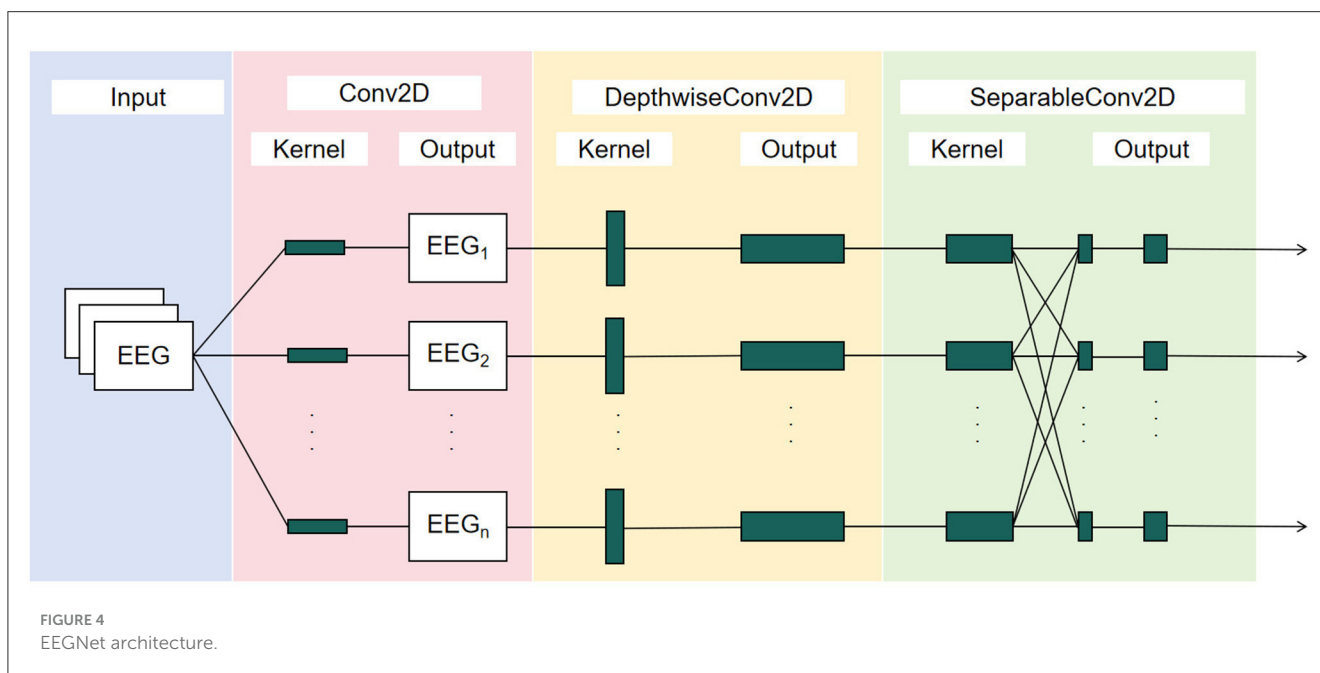 Input
Conv2D
DepthwiseConv2D
SeparableConv2D
Kernel
Output
Kernel
Output
Kernel
Output
EEG
EEG₁
EEG₂
EEGₙ
FIGURE 4
EEGNet architecture.